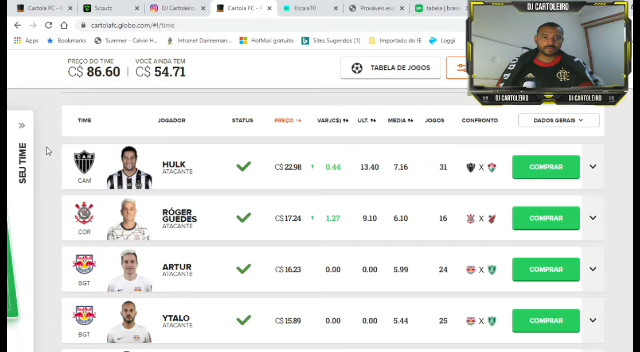 Cartola FC - F
Scoutz
DJ Cartoleiro
Cartola FC - F
Escala10
Prováveis esc
tabela | brasi
cartolafc.globo.com/#!/time
Apps
Bookmarks
Summer - Calvin H...
Intranet Danneman...
HotMail gratuito
Sites Sugeridos (1)
Importado do IE
Loggi
DJ CARTOLEIRO
PREÇO DO TIME
C$ 86.60
VOCÊ AINDA TEM
C$ 54.71
TABELA DE JOGOS
DJ CARTOLEIRO
DJ CARTOLEIRO
SEU TIME
TIME JOGADOR STATUS PREÇO VAR.(C$) ULT. MÉDIA JOGOS CONFRONTO DADOS GERAIS
CAM HULK ATACANTE C$ 22.98 0.44 13.40 7.16 31 X COMPRAR
COR RÓGER GUEDES ATACANTE C$ 17.24 1.27 9.10 6.10 16 X COMPRAR
BGT ARTUR ATACANTE C$ 16.23 0.00 0.00 5.99 24 X COMPRAR
BGT YTALO ATACANTE C$ 15.89 0.00 0.00 5.44 25 X COMPRAR